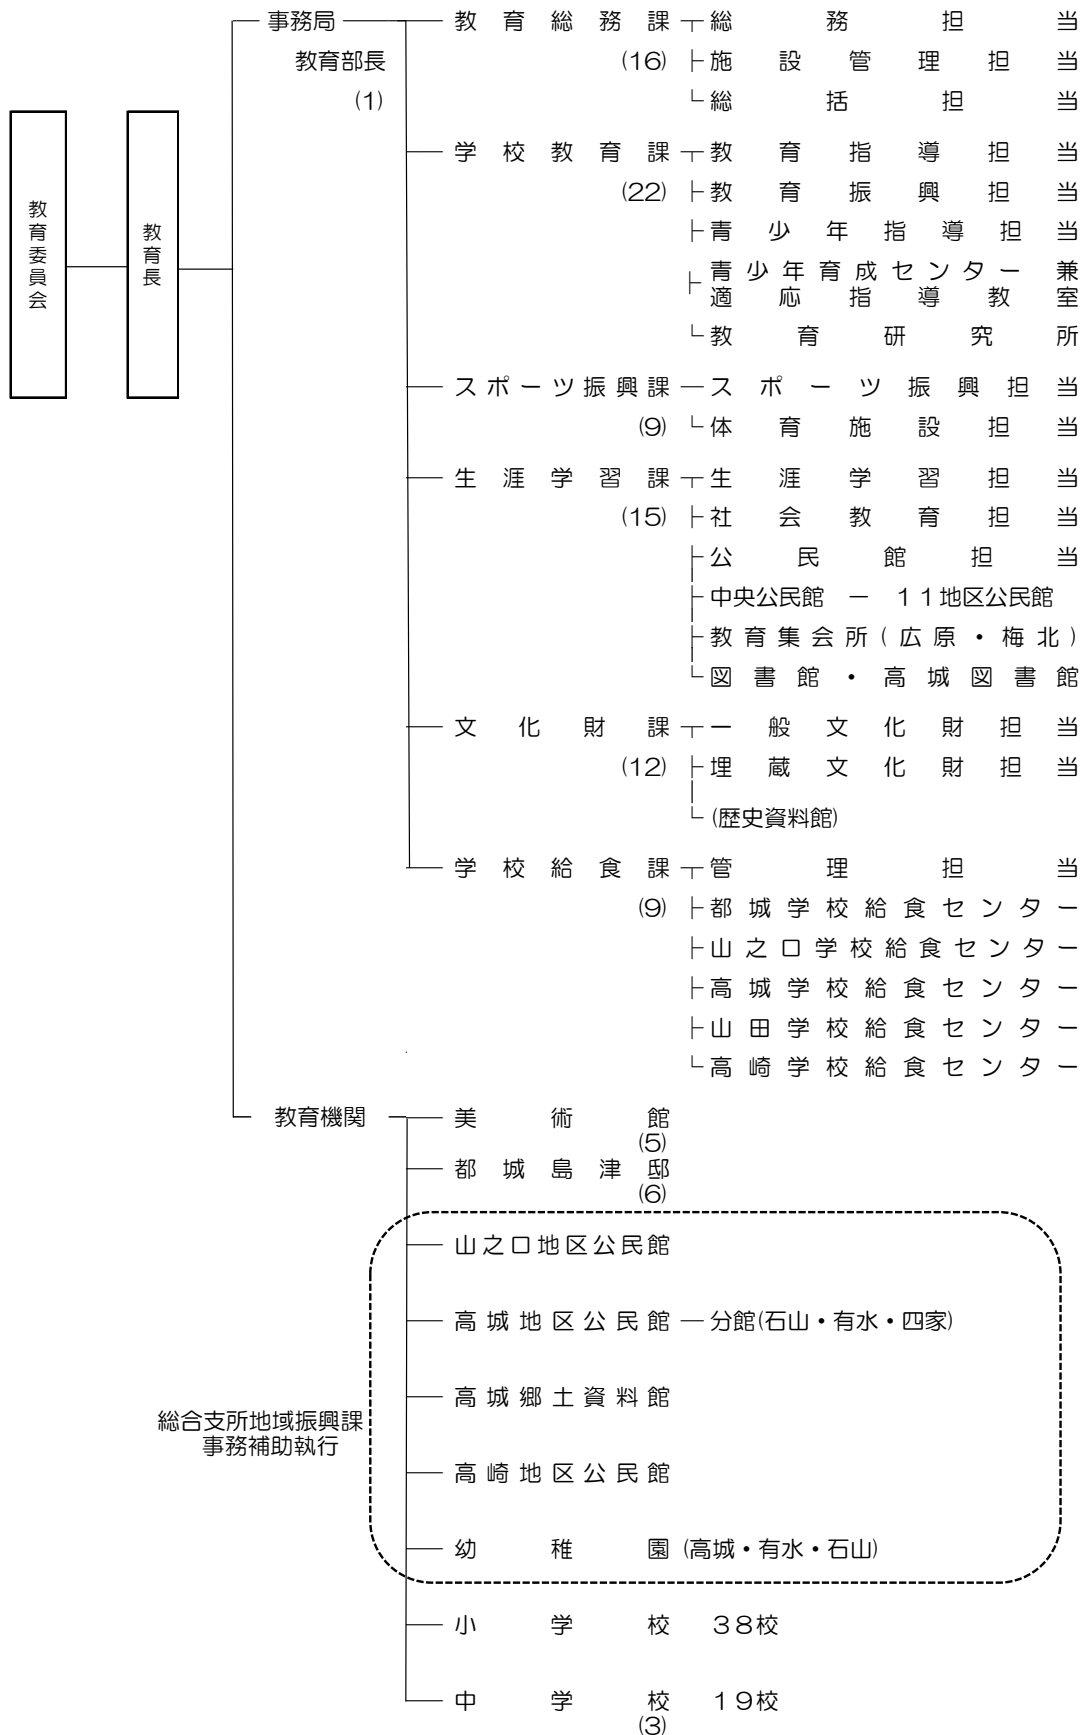 事務局
教育総務課
総務担当
教育部長
(16)
施設管理担当
(1)
総括担当
学校教育課
教育指導担当
(22)
教育振興担当
青少年指導担当
青少年育成センター兼
適応指導教室
教育研究所
教育委員会
教育長
スポーツ振興課
スポーツ振興担当
(9)
体育施設担当
生涯学習課
生涯学習担当
(15)
社会教育担当
公民館担当
中央公民館 ー 11地区公民館
教育集会所(広原・梅北)
図書館・高城図書館
文化財課
一般文化財担当
(12)
埋蔵文化財担当
(歴史資料館)
学校給食課
管理担当
(9)
都城学校給食センター
山之口学校給食センター
高城学校給食センター
山田学校給食センター
高崎学校給食センター
教育機関
美術館
(5)
都城島津邸
(6)
山之口地区公民館
高城地区公民館 ― 分館(石山・有水・四家)
高城郷土資料館
総合支所地域振興課
事務補助執行
高崎地区公民館
幼稚園 (高城・有水・石山)
小学校 38校
中学校 19校
(3)